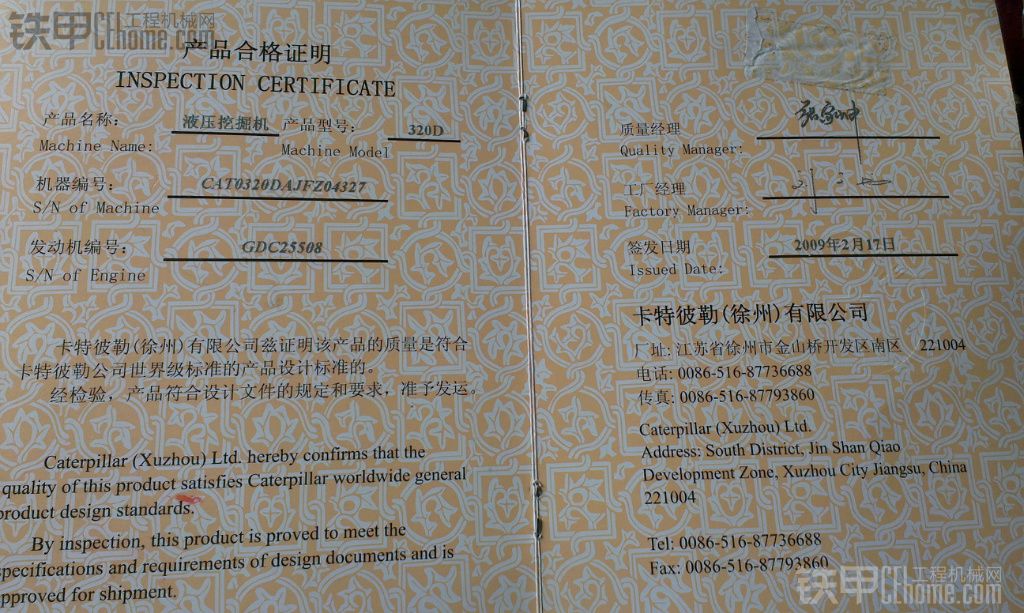 铁甲 工程机械网
CEhome.com
产品合格证明
INSPECTION CERTIFICATE
产品名称： 液压挖掘机 产品型号： 320D
Machine Name: Machine Model
机器编号： CAT0320DAJFZ04327
S/N of Machine
发动机编号： GDC25508
S/N of Engine
卡特彼勒(徐州)有限公司兹证明该产品的质量是符合
卡特彼勒公司世界级标准的产品设计标准的。
经检验，产品符合设计文件的规定和要求，准予发运。
Caterpillar (Xuzhou) Ltd. hereby confirms that the
quality of this product satisfies Caterpillar worldwide general
product design standards.
By inspection, this product is proved to meet the
specifications and requirements of design documents and is
approved for shipment.
质量经理
Quality Manager:
工厂经理
Factory Manager:
签发日期 2009年2月17日
Issued Date:
卡特彼勒(徐州)有限公司
厂址: 江苏省徐州市金山桥开发区南区 221004
电话: 0086-516-87736688
传真: 0086-516-87793860
Caterpillar (Xuzhou) Ltd.
Address: South District, Jin Shan Qiao
Development Zone, Xuzhou City Jiangsu, China
221004
Tel: 0086-516-87736688
Fax: 0086-516-87793860
铁甲 工程机械网
CEhome.com